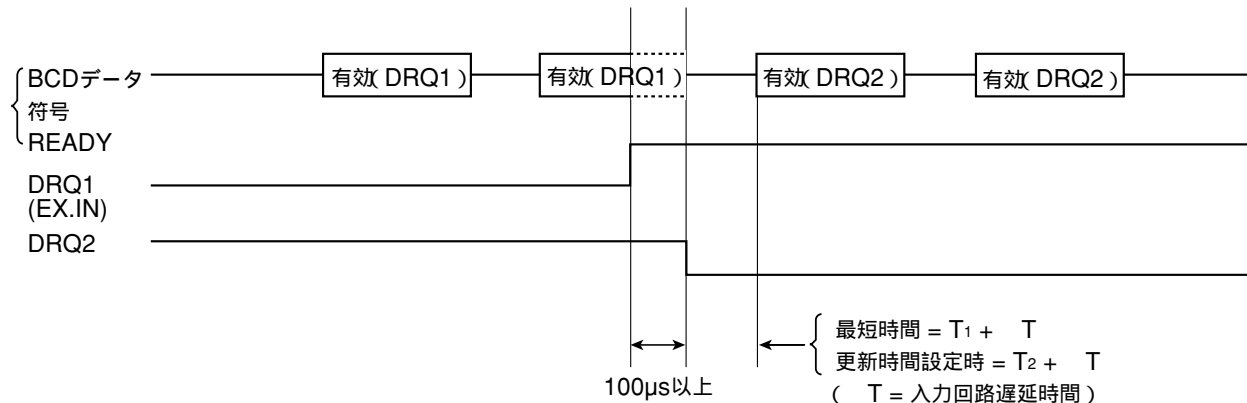 BCDデータ
符号
READY
有効(DRQ1)
有効(DRQ1)
有効(DRQ2)
有効(DRQ2)
DRQ1
(EX.IN)
DRQ2
100μs以上
最短時間 = T1 + T
更新時間設定時 = T2 + T
( T = 入力回路遅延時間 )